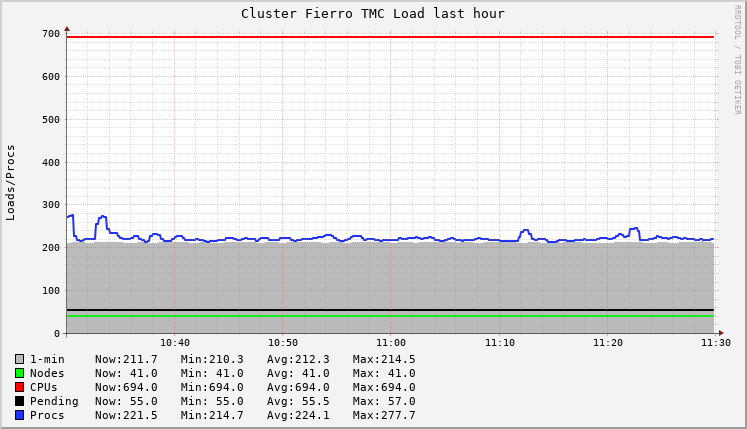 Cluster Fierro TMC Load last hour
RRDTOOL / TOBI OETIKER
Loads/Procs
700
600
500
400
300
200
100
0
10:40 10:50 11:00 11:10 11:20 11:30
1-min Now:211.7 Min:210.3 Avg:212.3 Max:214.5
Nodes Now: 41.0 Min: 41.0 Avg: 41.0 Max: 41.0
CPUs Now:694.0 Min:694.0 Avg:694.0 Max:694.0
Pending Now: 55.0 Min: 55.0 Avg: 55.5 Max: 57.0
Procs Now:221.5 Min:214.7 Avg:224.1 Max:277.7